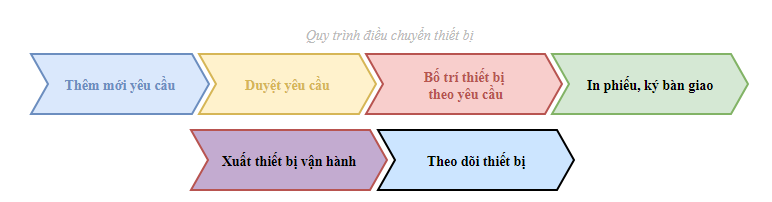 Quy trình điều chuyển thiết bị
Thêm mới yêu cầu
Duyệt yêu cầu
Bố trí thiết bị
theo yêu cầu
In phiếu, ký bàn giao
Xuất thiết bị vận hành
Theo dõi thiết bị